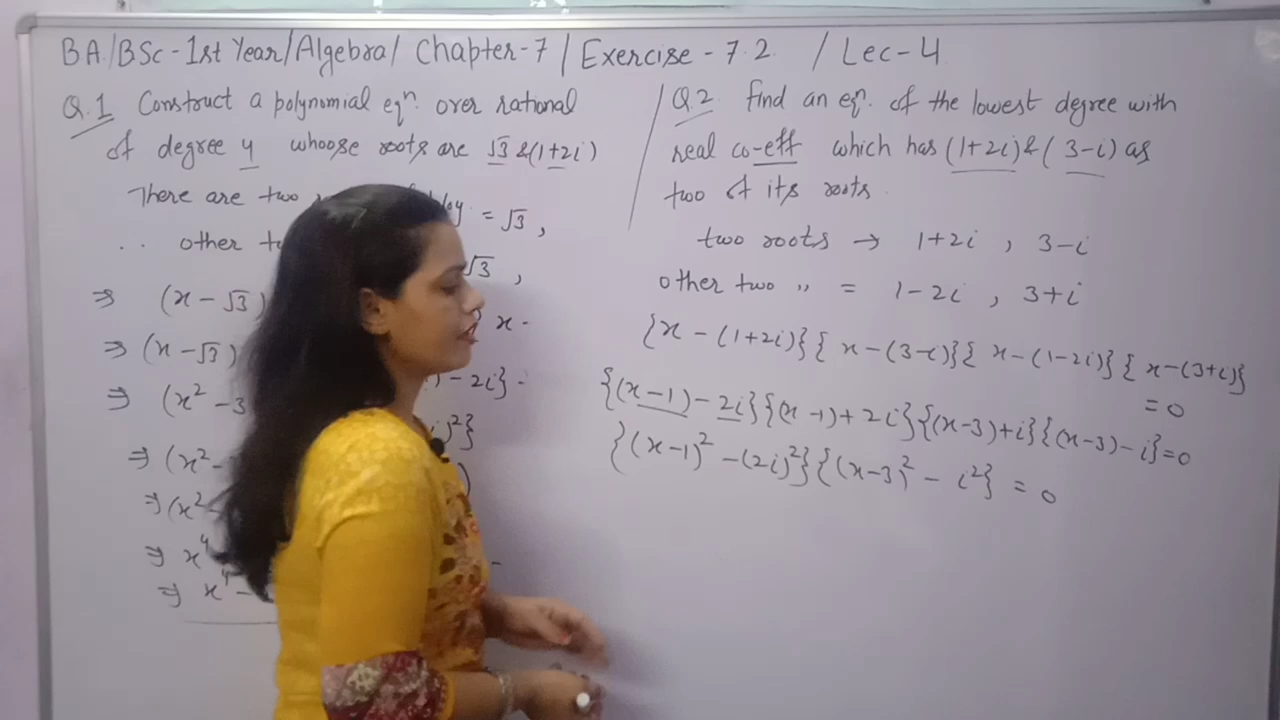 BA/BSc-1st Year/Algebra/ Chapter-7 / Exercise-7.2 / Lec-4
Q.1 Construct a polynomial eqn. over rational
of degree 4 whoose roots are √3 &(1+2i)
There are two
= √3 ,
∴ other
√3 ,
⇒ (x-√3)
x-
⇒ (x-√3)
-2i}
⇒ (x²-3
)²}
⇒ (x²-
⇒ (x²-
⇒ x⁴
⇒ x⁴-
Q.2 find an eqn. of the lowest degree with
real co-eff which has (1+2i)&(3-i) as
two of its roots
two roots → 1+2i , 3-i
other two " = 1-2i , 3+i
{x-(1+2i)}{x-(3-i)}{x-(1-2i)}{x-(3+i)}
=0
{(x-1)-2i}{(x-1)+2i}{(x-3)+i}{(x-3)-i}=0
{(x-1)²-(2i)²}{(x-3)²-i²} = 0